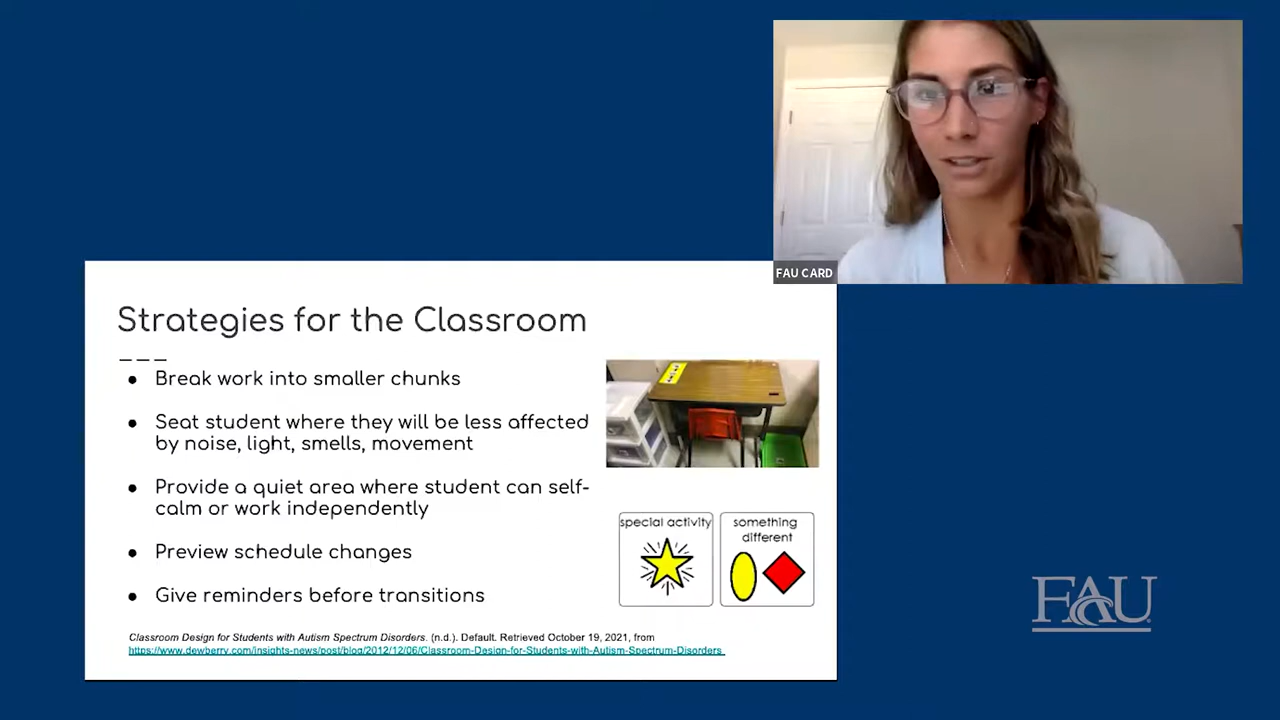 FAU CARD
Strategies for the Classroom
● Break work into smaller chunks
● Seat student where they will be less affected
by noise, light, smells, movement
● Provide a quiet area where student can self-
calm or work independently
● Preview schedule changes
● Give reminders before transitions
special activity
something
different
Classroom Design for Students with Autism Spectrum Disorders. (n.d.). Default. Retrieved October 19, 2021, from
https://www.dewberry.com/insights-news/post/blog/2012/12/06/Classroom-Design-for-Students-with-Autism-Spectrum-Disorders
FAU